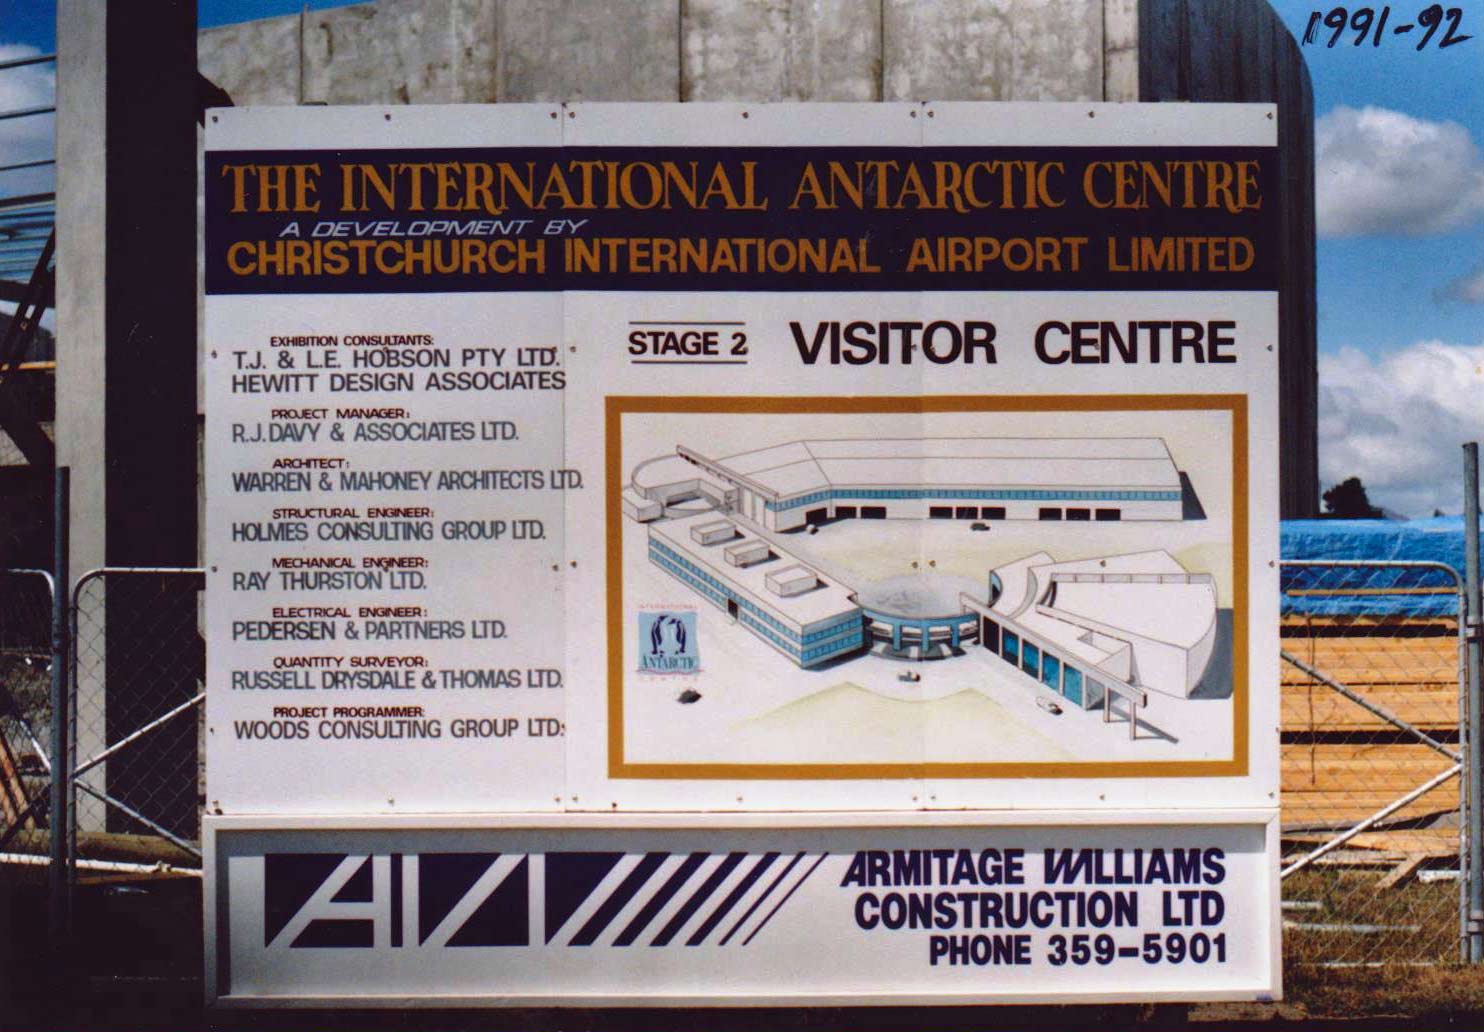 1991-92
THE INTERNATIONAL ANTARCTIC CENTRE
A DEVELOPMENT BY
CHRISTCHURCH INTERNATIONAL AIRPORT LIMITED
EXHIBITION CONSULTANTS:
T.J. & L.E. HOBSON PTY LTD.
HEWITT DESIGN ASSOCIATES
PROJECT MANAGER:
R.J. DAVY & ASSOCIATES LTD.
ARCHITECT:
WARREN & MAHONEY ARCHITECTS LTD.
STRUCTURAL ENGINEER:
HOLMES CONSULTING GROUP LTD.
MECHANICAL ENGINEER:
RAY THURSTON LTD.
ELECTRICAL ENGINEER:
PEDERSEN & PARTNERS LTD.
QUANTITY SURVEYOR:
RUSSELL DRYSDALE & THOMAS LTD.
PROJECT PROGRAMMER:
WOODS CONSULTING GROUP LTD.
STAGE 2 VISITOR CENTRE
INTERNATIONAL
ANTARCTIC
CENTRE
ARMITAGE WILLIAMS
CONSTRUCTION LTD
PHONE 359-5901